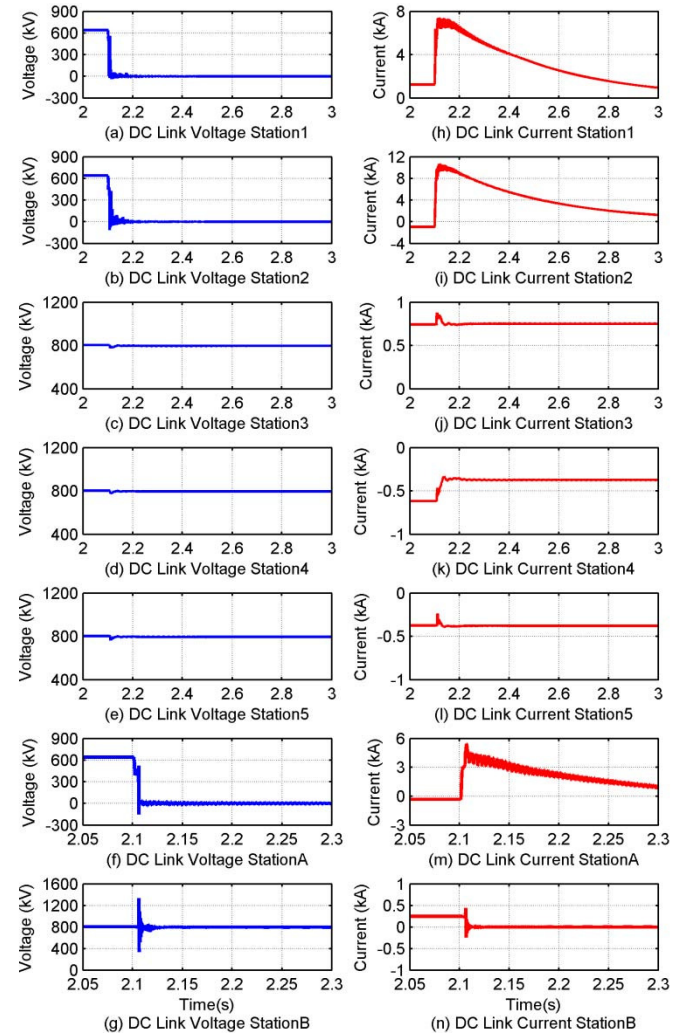 900
600
300
0
-300
Voltage (kV)
2 2.2 2.4 2.6 2.8 3
(a) DC Link Voltage Station1
8
4
0
Current (kA)
2 2.2 2.4 2.6 2.8 3
(h) DC Link Current Station1
900
600
300
0
-300
Voltage (kV)
2 2.2 2.4 2.6 2.8 3
(b) DC Link Voltage Station2
12
8
4
0
-4
Current (kA)
2 2.2 2.4 2.6 2.8 3
(i) DC Link Current Station2
1200
800
400
Voltage (kV)
2 2.2 2.4 2.6 2.8 3
(c) DC Link Voltage Station3
1
0.5
0
Current (kA)
2 2.2 2.4 2.6 2.8 3
(j) DC Link Current Station3
1200
800
400
Voltage (kV)
2 2.2 2.4 2.6 2.8 3
(d) DC Link Voltage Station4
0
-0.5
-1
Current (kA)
2 2.2 2.4 2.6 2.8 3
(k) DC Link Current Station4
1200
800
400
Voltage (kV)
2 2.2 2.4 2.6 2.8 3
(e) DC Link Voltage Station5
0
-0.5
-1
Current (kA)
2 2.2 2.4 2.6 2.8 3
(l) DC Link Current Station5
900
600
300
0
-300
Voltage (kV)
2.05 2.1 2.15 2.2 2.25 2.3
(f) DC Link Voltage StationA
6
3
0
-3
Current (kA)
2.05 2.1 2.15 2.2 2.25 2.3
(m) DC Link Current StationA
1600
1200
800
400
0
Voltage (kV)
2.05 2.1 2.15 2.2 2.25 2.3
Time(s)
(g) DC Link Voltage StationB
1
0.5
0
-0.5
-1
Current (kA)
2.05 2.1 2.15 2.2 2.25 2.3
Time(s)
(n) DC Link Current StationB